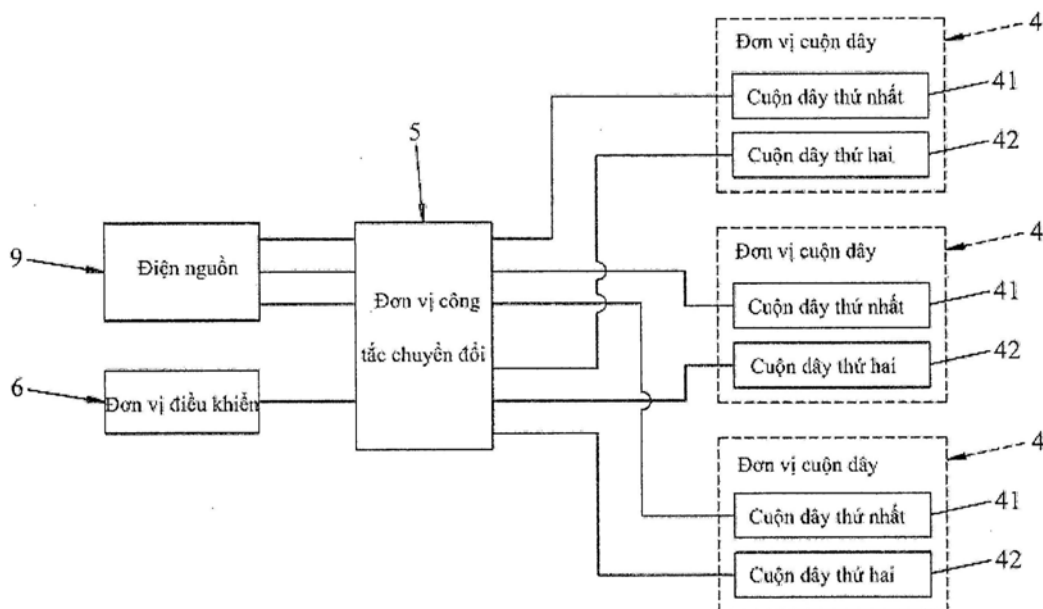 Đơn vị cuộn dây
4
Cuộn dây thứ nhất
41
Cuộn dây thứ hai
42
5
9
Điện nguồn
Đơn vị công
tắc chuyển đổi
6
Đơn vị điều khiển
Đơn vị cuộn dây
4
Cuộn dây thứ nhất
41
Cuộn dây thứ hai
42
Đơn vị cuộn dây
4
Cuộn dây thứ nhất
41
Cuộn dây thứ hai
42